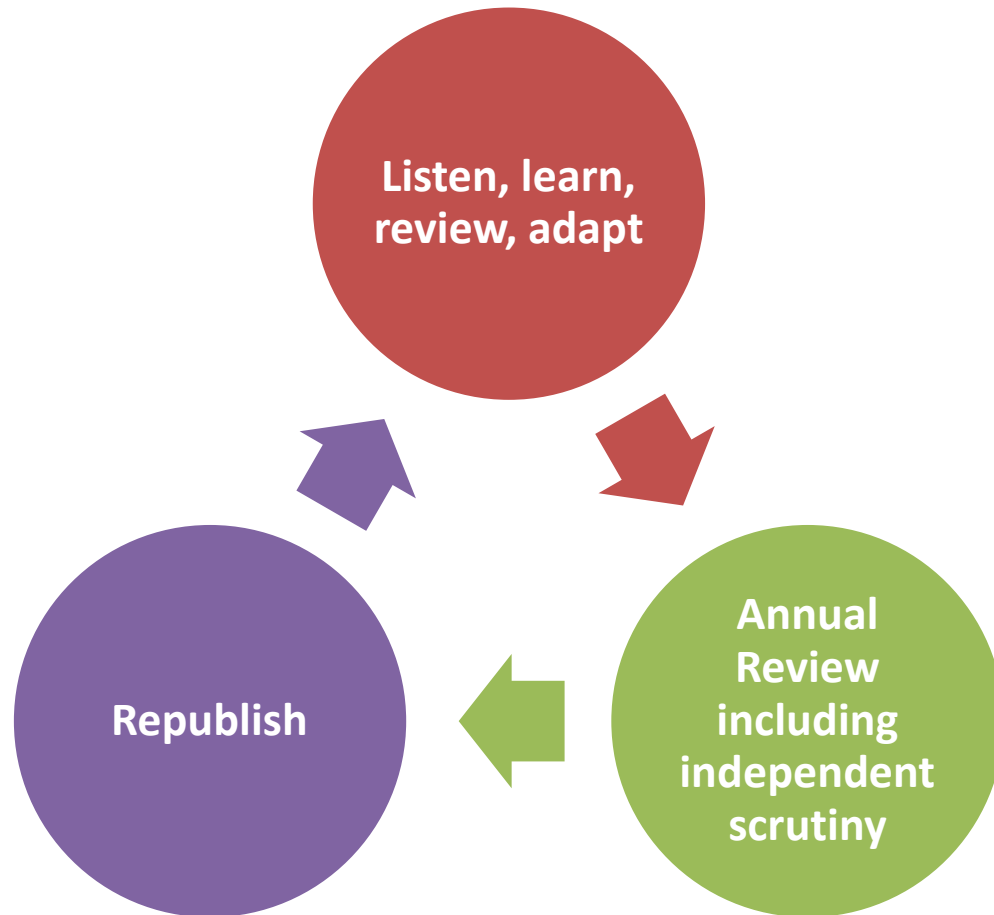 Listen, learn,
review, adapt
Annual
Review
including
independent
scrutiny
Republish